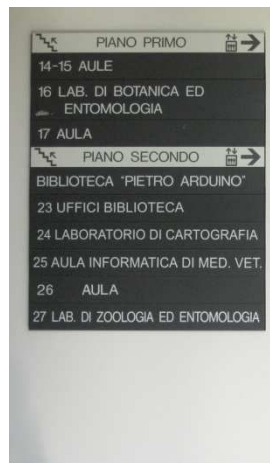 PIANO PRIMO
14-15 AULE
16 LAB. DI BOTANICA ED
ENTOMOLOGIA
17 AULA
PIANO SECONDO
BIBLIOTECA "PIETRO ARDUINO"
23 UFFICI BIBLIOTECA
24 LABORATORIO DI CARTOGRAFIA
25 AULA INFORMATICA DI MED. VET.
26 AULA
27 LAB. DI ZOOLOGIA ED ENTOMOLOGIA